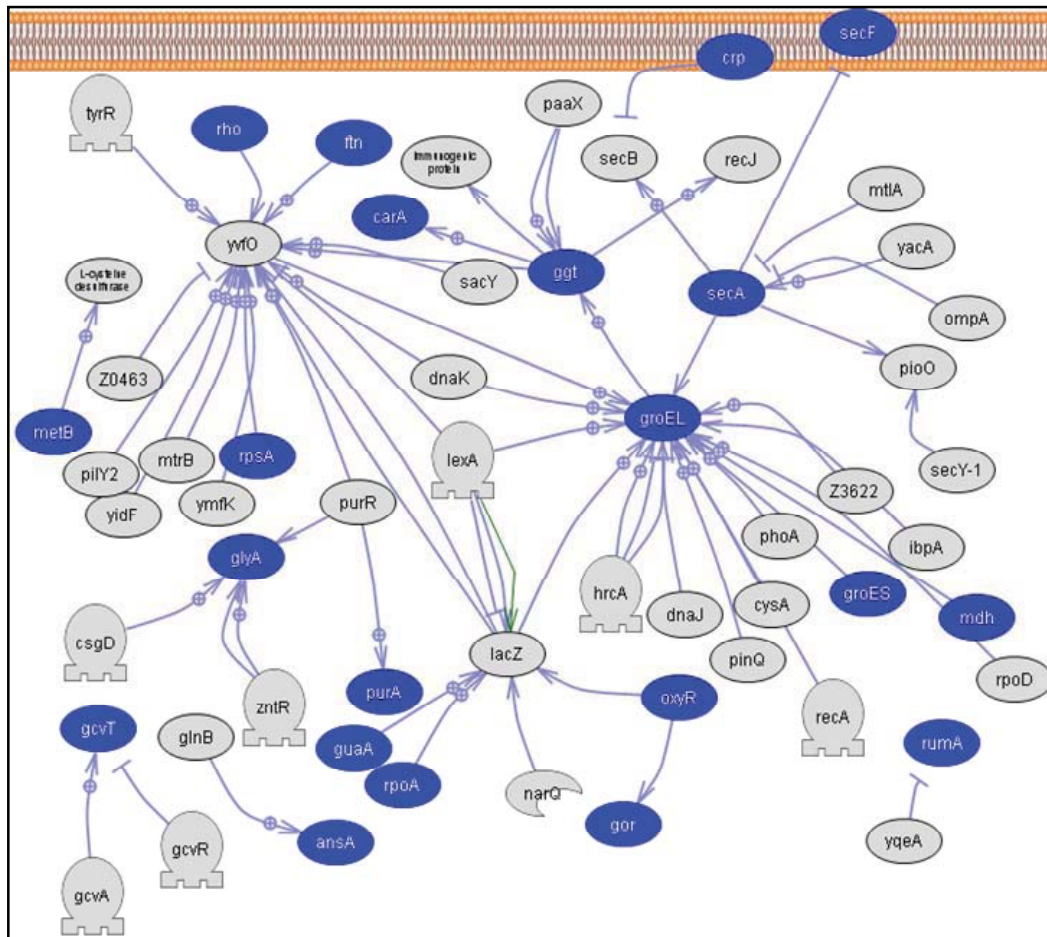 secF
crp
tyrR
paaX
rho
ftn
secB
recJ
Immunogenic
protein
mtlA
carA
yvfO
yacA
ggt
sacY
L-cysteine
desulfurase
secA
ompA
Z0463
dnaK
pioO
groEL
metB
rpsA
mtrB
lexA
pilY2
secY-1
Z3622
yidF
ymfK
purR
phoA
ibpA
glyA
hrcA
groES
dnaJ
cysA
mdh
csgD
lacZ
pinQ
rpoD
purA
oxyR
zntR
recA
gcvT
glnB
guaA
rumA
rpoA
narQ
gor
ansA
yqeA
gcvR
gcvA